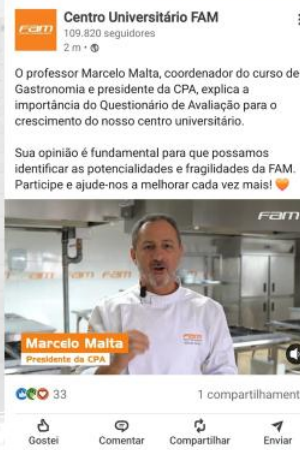 Centro Universitário FAM
109.820 seguidores
2 m •
O professor Marcelo Malta, coordenador do curso de
Gastronomia e presidente da CPA, explica a
importância do Questionário de Avaliação para o
crescimento do nosso centro universitário.
Sua opinião é fundamental para que possamos
identificar as potencialidades e fragilidades da FAM.
Participe e ajude-nos a melhorar cada vez mais! 🧡
Fam
Fam
Marcelo Malta
Presidente da CPA
33
1 compartilhament
Gostei
Comentar
Compartilhar
Enviar